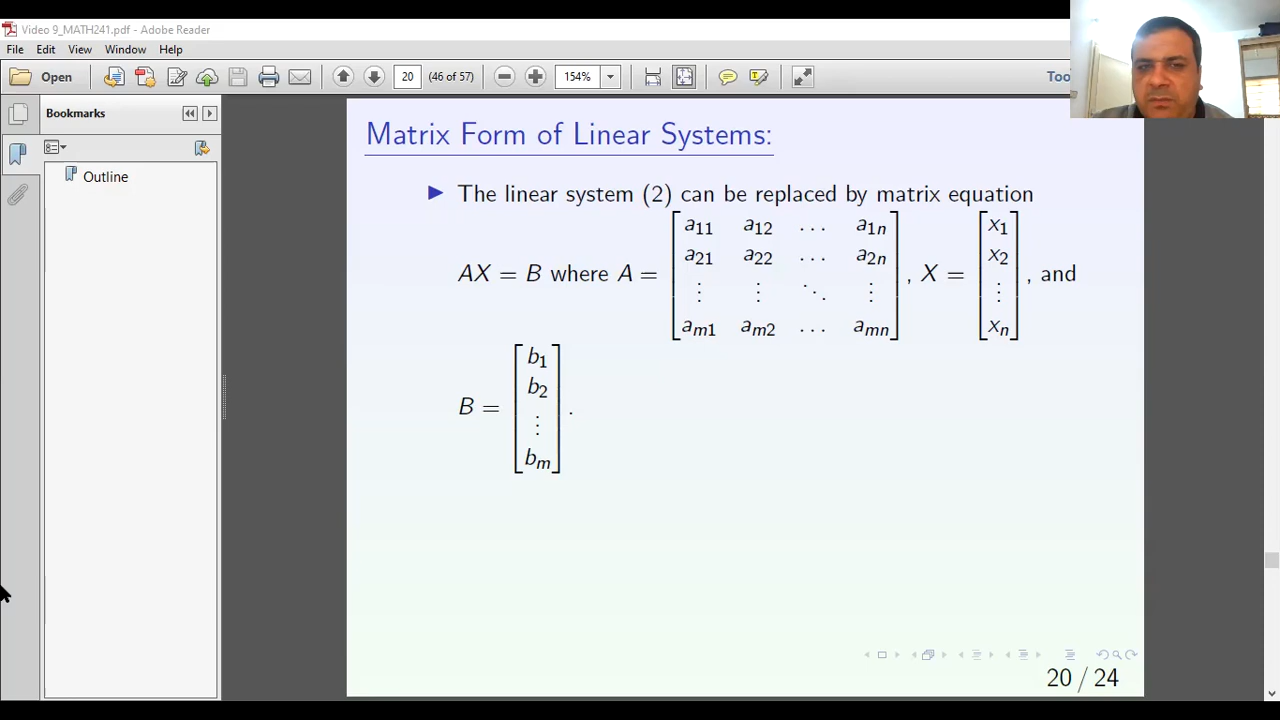 Video 9_MATH241.pdf - Adobe Reader
File Edit View Window Help
Open 20 (46 of 57) 154% Too
Bookmarks
Outline
Matrix Form of Linear Systems:
▶ The linear system (2) can be replaced by matrix equation
AX = B where A = [a11 a12 ... a1n
a21 a22 ... a2n
⋮ ⋮ ⋱ ⋮
am1 am2 ... amn], X = [x1
x2
⋮
xn], and
B = [b1
b2
⋮
bm].
20 / 24